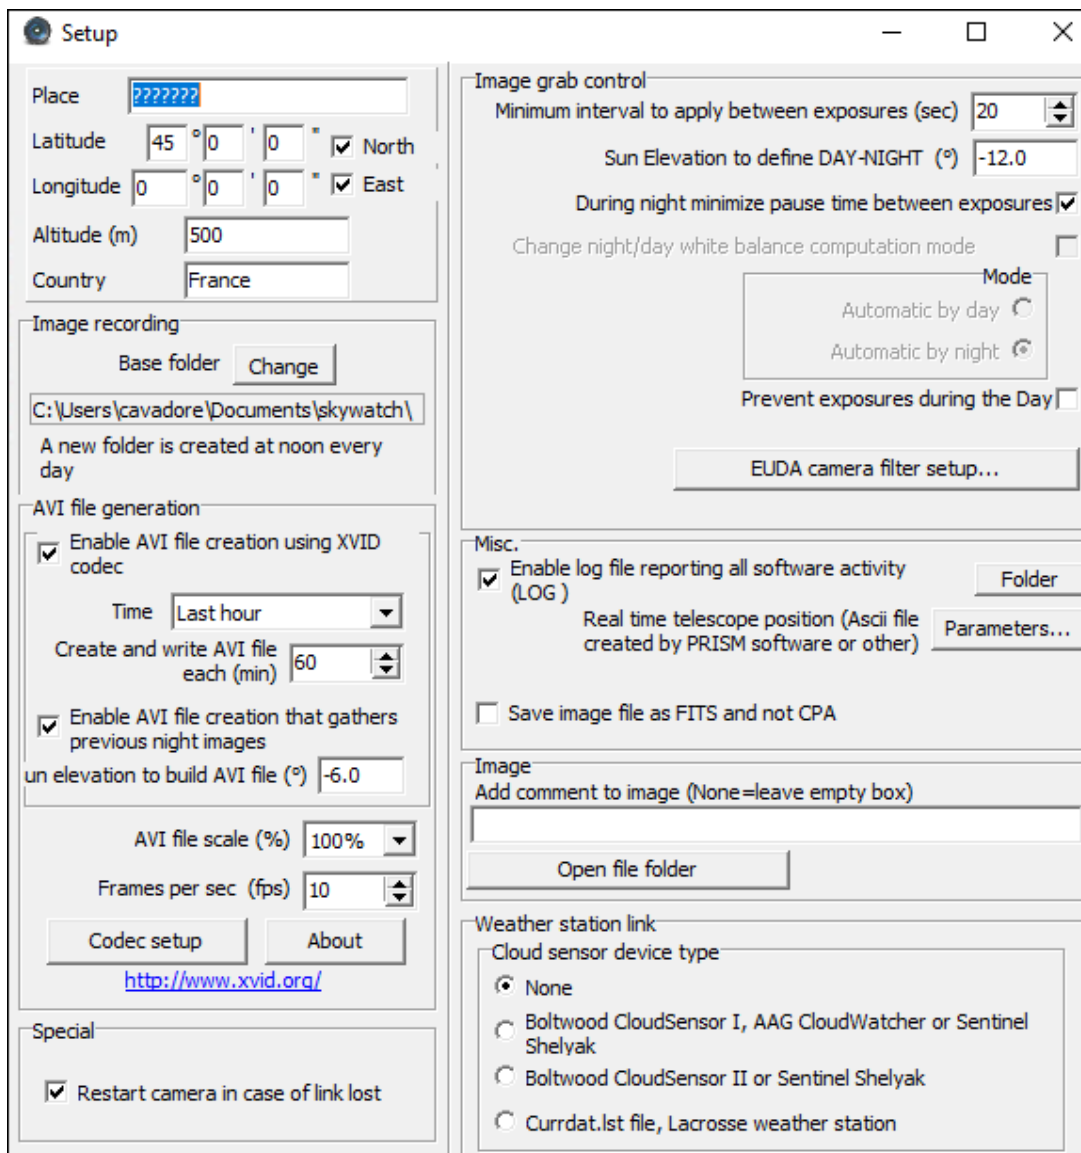 Setup
Place ???????
Latitude 45 ° 0 ' 0 " North
Longitude 0 ° 0 ' 0 " East
Altitude (m) 500
Country France
Image recording
Base folder Change
C:\Users\cavadore\Documents\skywatch\
A new folder is created at noon every
day
AVI file generation
Enable AVI file creation using XVID
codec
Time Last hour
Create and write AVI file
each (min) 60
Enable AVI file creation that gathers
previous night images
un elevation to build AVI file (°) -6.0
AVI file scale (%) 100%
Frames per sec (fps) 10
Codec setup About
http://www.xvid.org/
Special
Restart camera in case of link lost
Image grab control
Minimum interval to apply between exposures (sec) 20
Sun Elevation to define DAY-NIGHT (°) -12.0
During night minimize pause time between exposures
Change night/day white balance computation mode
Mode
Automatic by day
Automatic by night
Prevent exposures during the Day
EUDA camera filter setup...
Misc.
Enable log file reporting all software activity
(LOG ) Folder
Real time telescope position (Ascii file
created by PRISM software or other) Parameters...
Save image file as FITS and not CPA
Image
Add comment to image (None=leave empty box)
Open file folder
Weather station link
Cloud sensor device type
None
Boltwood CloudSensor I, AAG CloudWatcher or Sentinel
Shelyak
Boltwood CloudSensor II or Sentinel Shelyak
Currdat.lst file, Lacrosse weather station